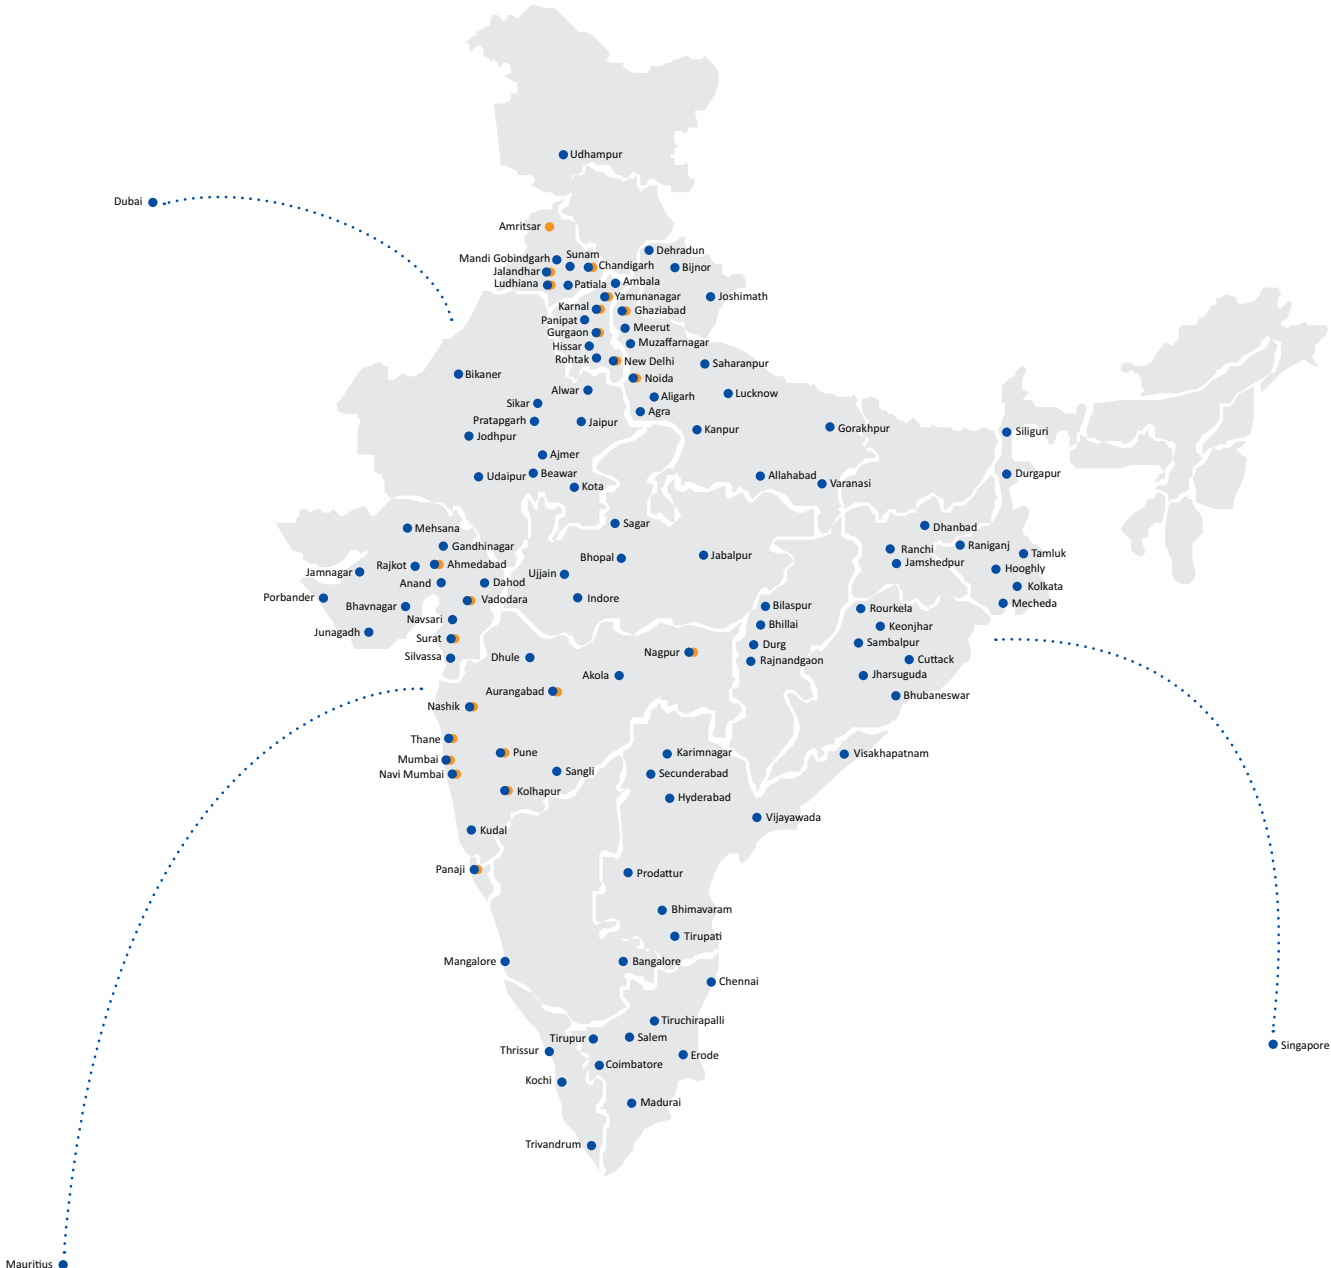 Udhampur
Dubai
Amritsar
Dehradun
Sunam
Mandi Gobindgarh
Chandigarh
Bijnor
Jalandhar
Ambala
Ludhiana
Patiala
Yamunanagar
Joshimath
Karnal
Ghaziabad
Panipat
Meerut
Gurgaon
Muzaffarnagar
Hissar
Rohtak
New Delhi
Saharanpur
Bikaner
Noida
Alwar
Lucknow
Aligarh
Sikar
Agra
Pratapgarh
Jaipur
Kanpur
Gorakhpur
Siliguri
Jodhpur
Ajmer
Beawar
Durgapur
Udaipur
Allahabad
Varanasi
Kota
Sagar
Mehsana
Dhanbad
Gandhinagar
Raniganj
Ranchi
Tamluk
Jabalpur
Bhopal
Jamshedpur
Rajkot
Ahmedabad
Hooghly
Jamnagar
Ujjain
Anand
Dahod
Kolkata
Porbander
Vadodara
Indore
Mecheda
Bhavnagar
Bilaspur
Rourkela
Navsari
Bhillai
Keonjhar
Junagadh
Surat
Durg
Sambalpur
Nagpur
Silvassa
Dhule
Rajnandgaon
Cuttack
Akola
Jharsuguda
Aurangabad
Bhubaneswar
Nashik
Thane
Pune
Karimnagar
Visakhapatnam
Mumbai
Sangli
Secunderabad
Navi Mumbai
Kolhapur
Hyderabad
Vijayawada
Kudal
Panaji
Prodattur
Bhimavaram
Tirupati
Mangalore
Bangalore
Chennai
Tiruchirapalli
Tirupur
Salem
Singapore
Thrissur
Erode
Coimbatore
Kochi
Madurai
Trivandrum
Mauritius